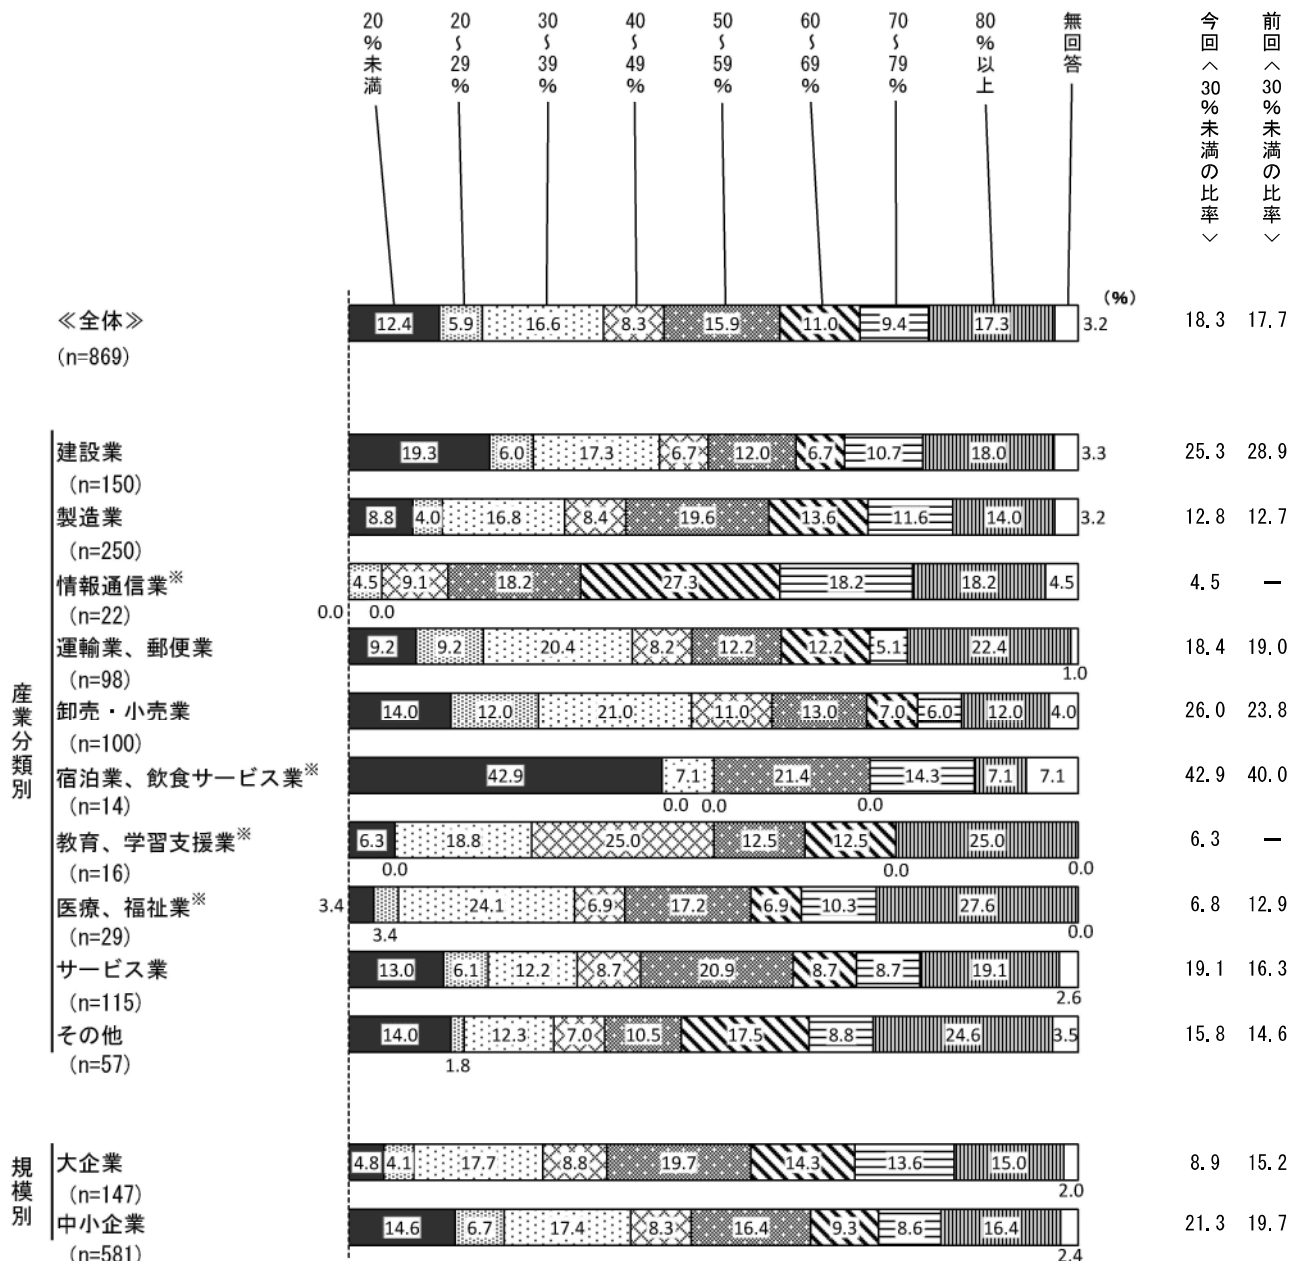 20%未満
20～29%
30～39%
40～49%
50～59%
60～69%
70～79%
80%以上
無回答
今回〈30%未満の比率〉
前回〈30%未満の比率〉
(%)
≪全体≫
12.4 5.9 16.6 8.3 15.9 11.0 9.4 17.3 3.2 18.3 17.7
(n=869)
産業分類別
建設業
19.3 6.0 17.3 6.7 12.0 6.7 10.7 18.0 3.3 25.3 28.9
(n=150)
製造業
8.8 4.0 16.8 8.4 19.6 13.6 11.6 14.0 3.2 12.8 12.7
(n=250)
情報通信業※
4.5 9.1 18.2 27.3 18.2 18.2 4.5 4.5 －
(n=22)
0.0 0.0
運輸業、郵便業
9.2 9.2 20.4 8.2 12.2 12.2 5.1 22.4 18.4 19.0
(n=98)
1.0
卸売・小売業
14.0 12.0 21.0 11.0 13.0 7.0 6.0 12.0 4.0 26.0 23.8
(n=100)
宿泊業、飲食サービス業※
42.9 7.1 21.4 14.3 7.1 7.1 42.9 40.0
(n=14)
0.0 0.0 0.0
教育、学習支援業※
6.3 18.8 25.0 12.5 12.5 25.0 6.3 －
(n=16)
0.0 0.0 0.0
医療、福祉業※
3.4 24.1 6.9 17.2 6.9 10.3 27.6 6.8 12.9
(n=29)
3.4 0.0
サービス業
13.0 6.1 12.2 8.7 20.9 8.7 8.7 19.1 19.1 16.3
(n=115)
2.6
その他
14.0 12.3 7.0 10.5 17.5 8.8 24.6 3.5 15.8 14.6
(n=57)
1.8
規模別
大企業
4.8 4.1 17.7 8.8 19.7 14.3 13.6 15.0 8.9 15.2
(n=147)
2.0
中小企業
14.6 6.7 17.4 8.3 16.4 9.3 8.6 16.4 21.3 19.7
(n=581)
2.4